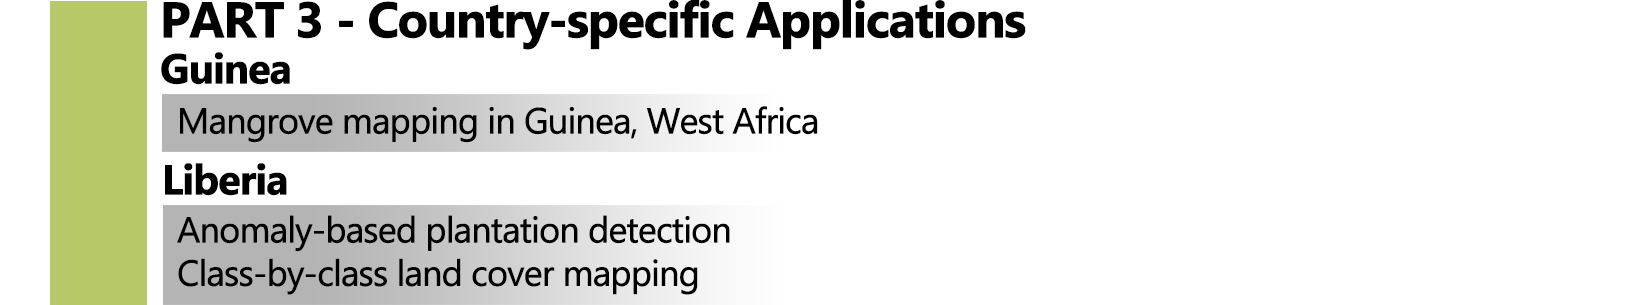 PART 3 - Country-specific Applications
Guinea
Mangrove mapping in Guinea, West Africa
Liberia
Anomaly-based plantation detection
Class-by-class land cover mapping